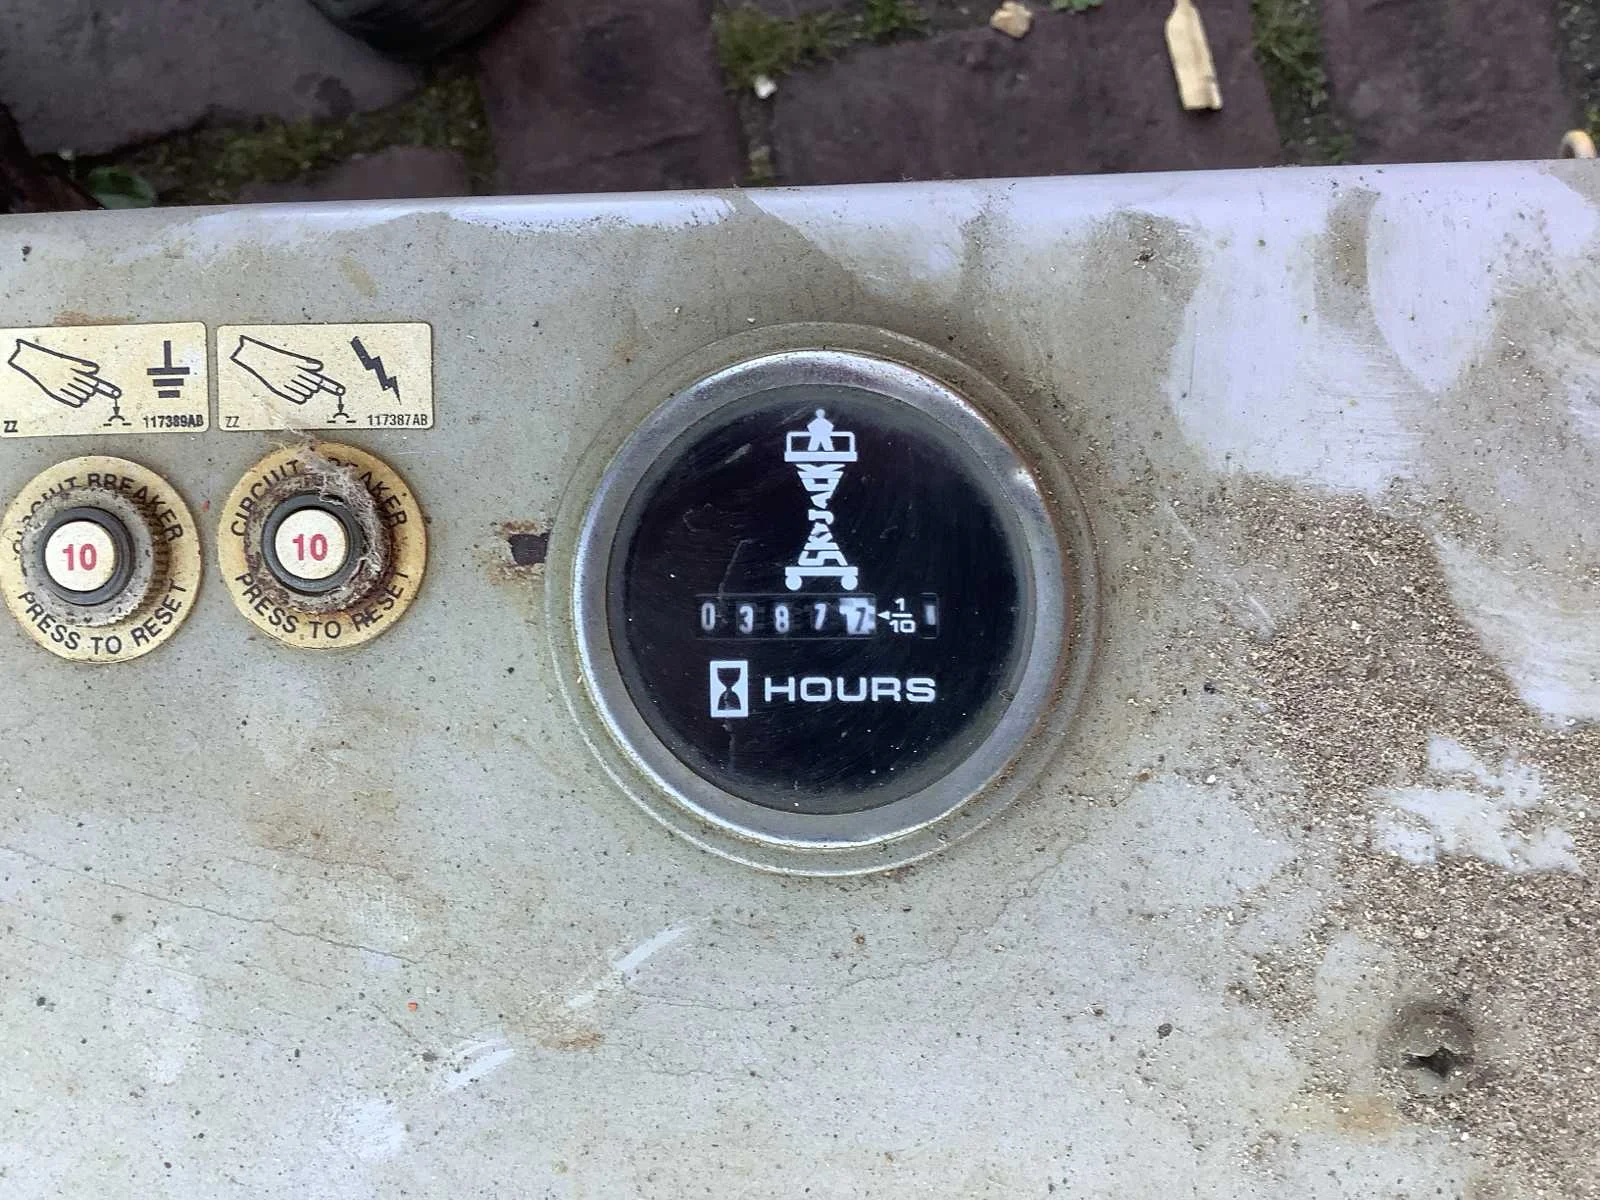 ZZ 117389AB
ZZ 117387AB
CIRCUIT BREAKER
10
PRESS TO RESET
CIRCUIT BREAKER
10
PRESS TO RESET
SKYJACK
0 3 8 7 7 1/10
HOURS